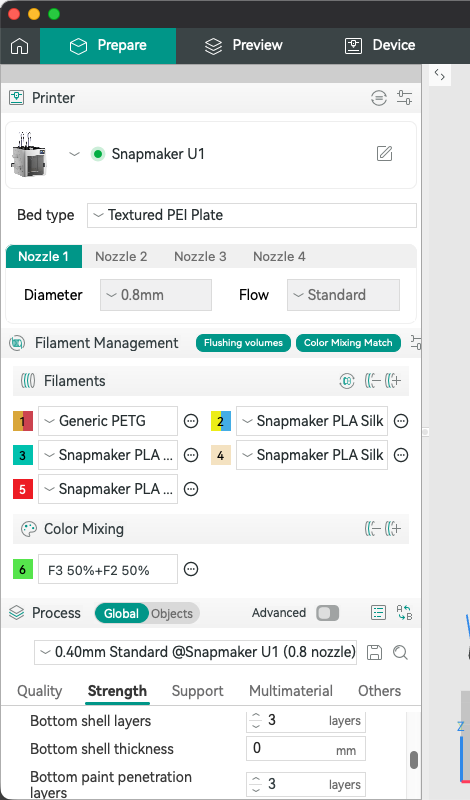 Prepare
Preview
Device
Printer
Snapmaker U1
Bed type
Textured PEI Plate
Nozzle 1
Nozzle 2
Nozzle 3
Nozzle 4
Diameter
0.8mm
Flow
Standard
Filament Management
Flushing volumes
Color Mixing Match
Filaments
1
Generic PETG
2
Snapmaker PLA Silk
3
Snapmaker PLA ...
4
Snapmaker PLA Silk
5
Snapmaker PLA ...
Color Mixing
6
F3 50%+F2 50%
Process
Global
Objects
Advanced
0.40mm Standard @Snapmaker U1 (0.8 nozzle)
Quality
Strength
Support
Multimaterial
Others
Bottom shell layers
3
layers
Bottom shell thickness
0
mm
Bottom paint penetration
layers
3
layers
Z